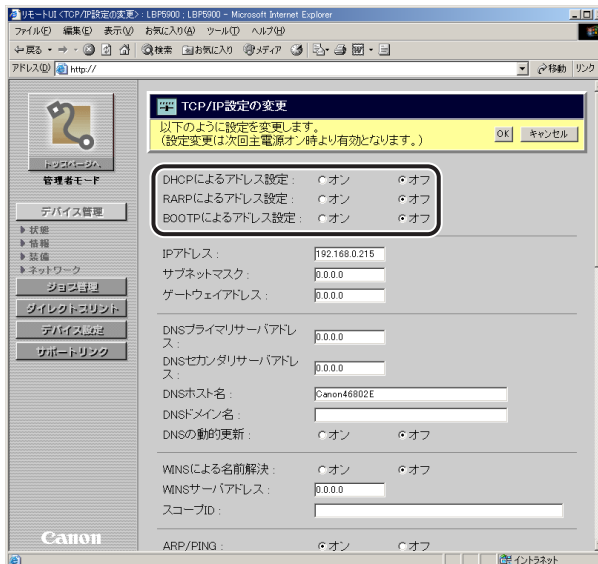 リモートUI <TCP/IP設定の変更> : LBP5900 ; LBP5900 - Microsoft Internet Explorer
ファイル(F) 編集(E) 表示(V) お気に入り(A) ツール(T) ヘルプ(H)
戻る 検索 お気に入り メディア
アドレス(D) http:// 移動 リンク
トップページへ
管理者モード
デバイス管理
状態
情報
装備
ネットワーク
ジョブ管理
ダイレクトプリント
デバイス設定
サポートリンク
Canon
TCP/IP設定の変更
以下のように設定を変更します。
(設定変更は次回主電源オン時より有効となります。)
OK キャンセル
DHCPによるアドレス設定 : オン オフ
RARPによるアドレス設定 : オン オフ
BOOTPによるアドレス設定 : オン オフ
IPアドレス : 192.168.0.215
サブネットマスク : 0.0.0.0
ゲートウェイアドレス : 0.0.0.0
DNSプライマリサーバアドレ
ス : 0.0.0.0
DNSセカンダリサーバアドレ
ス : 0.0.0.0
DNSホスト名 : Canon46802E
DNSドメイン名 :
DNSの動的更新 : オン オフ
WINSによる名前解決 : オン オフ
WINSサーバアドレス : 0.0.0.0
スコープID :
ARP/PING : オン オフ
イントラネット